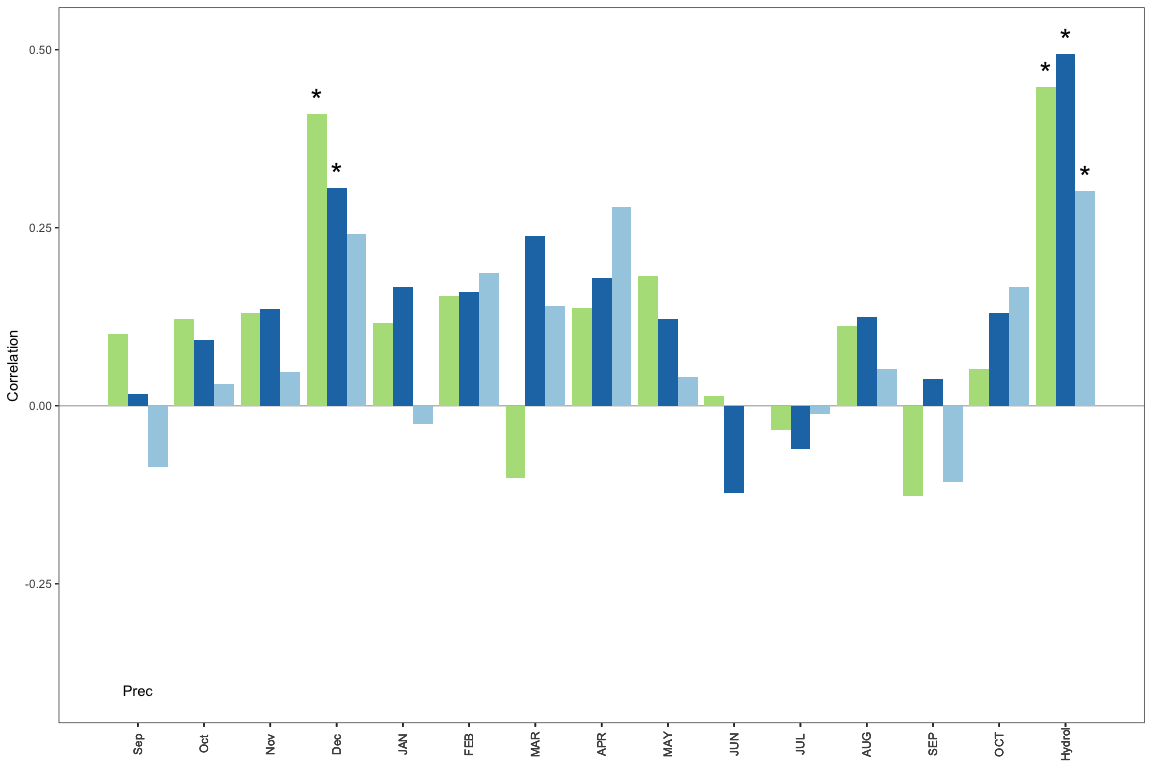 *
*
*
*
*
0.50
0.25
0.00
-0.25
Correlation
Prec
Sep
Oct
Nov
Dec
JAN
FEB
MAR
APR
MAY
JUN
JUL
AUG
SEP
OCT
Hydrol